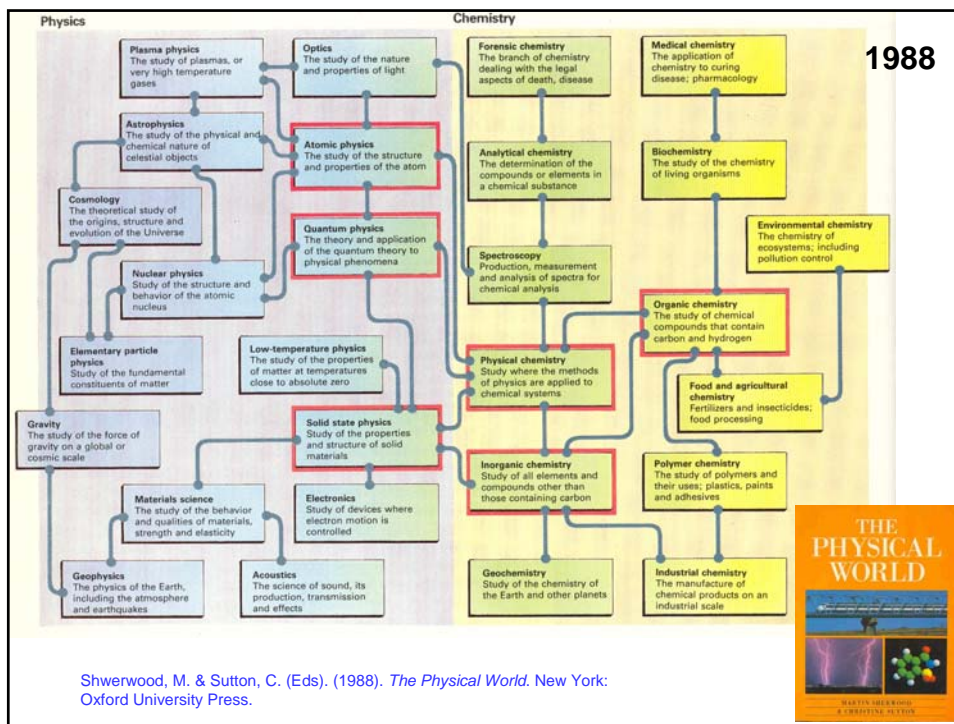 Physics
Chemistry
1988
Plasma physics
The study of plasmas, or
very high temperature
gases
Optics
The study of the nature
and properties of light
Forensic chemistry
The branch of chemistry
dealing with the legal
aspects of death, disease
Medical chemistry
The application of
chemistry to curing
disease; pharmacology
Astrophysics
The study of the physical and
chemical nature of
celestial objects
Atomic physics
The study of the structure
and properties of the atom
Analytical chemistry
The determination of the
compounds or elements in
a chemical substance
Biochemistry
The study of the chemistry
of living organisms
Cosmology
The theoretical study of
the origins, structure and
evolution of the Universe
Quantum physics
The theory and application
of the quantum theory to
physical phenomena
Environmental chemistry
The chemistry of
ecosystems; including
pollution control
Nuclear physics
Study of the structure and
behavior of the atomic
nucleus
Spectroscopy
Production, measurement
and analysis of spectra for
chemical analysis
Organic chemistry
The study of chemical
compounds that contain
carbon and hydrogen
Elementary particle
physics
Study of the fundamental
constituents of matter
Low-temperature physics
The study of the properties
of matter at temperatures
close to absolute zero
Physical chemistry
Study where the methods
of physics are applied to
chemical systems
Food and agricultural
chemistry
Fertilizers and insecticides;
food processing
Gravity
The study of the force of
gravity on a global or
cosmic scale
Solid state physics
Study of the properties
and structure of solid
materials
Inorganic chemistry
Study of all elements and
compounds other than
those containing carbon
Polymer chemistry
The study of polymers and
their uses; plastics, paints
and adhesives
Materials science
The study of the behavior
and qualities of materials,
strength and elasticity
Electronics
Study of devices where
electron motion is
controlled
Geophysics
The physics of the Earth,
including the atmosphere
and earthquakes
Acoustics
The science of sound, its
production, transmission
and effects
Geochemistry
Study of the chemistry of
the Earth and other planets
Industrial chemistry
The manufacture of
chemical products on an
industrial scale
THE
PHYSICAL
WORLD
MARTIN SHERWOOD
& CHRISTINE SUTTON
Shwerwood, M. & Sutton, C. (Eds). (1988). The Physical World. New York:
Oxford University Press.